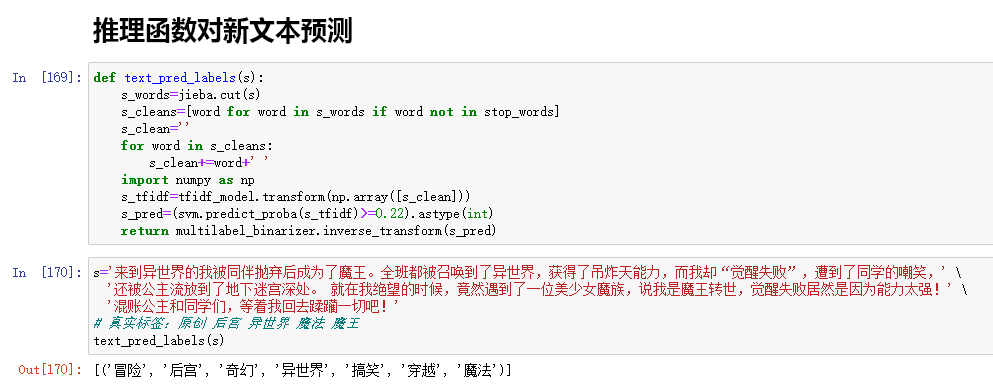 推理函数对新文本预测
In [169]: def text_pred_labels(s):
    s_words=jieba.cut(s)
    s_cleans=[word for word in s_words if word not in stop_words]
    s_clean=''
    for word in s_cleans:
        s_clean+=word+' '
    import numpy as np
    s_tfidf=tfidf_model.transform(np.array([s_clean]))
    s_pred=(svm.predict_proba(s_tfidf)>=0.22).astype(int)
    return multilabel_binarizer.inverse_transform(s_pred)
In [170]: s='来到异世界的我被同伴抛弃后成为了魔王。全班都被召唤到了异世界，获得了吊炸天能力，而我却“觉醒失败”，遭到了同学的嘲笑，' \
  '还被公主流放到了地下迷宫深处。 就在我绝望的时候，竟然遇到了一位美少女魔族，说我是魔王转世，觉醒失败居然是因为能力太强！' \
  '混账公主和同学们，等着我回去蹂躏一切吧！'
# 真实标签：原创 后宫 异世界 魔法 魔王
text_pred_labels(s)
Out[170]: [('冒险', '后宫', '奇幻', '异世界', '搞笑', '穿越', '魔法')]